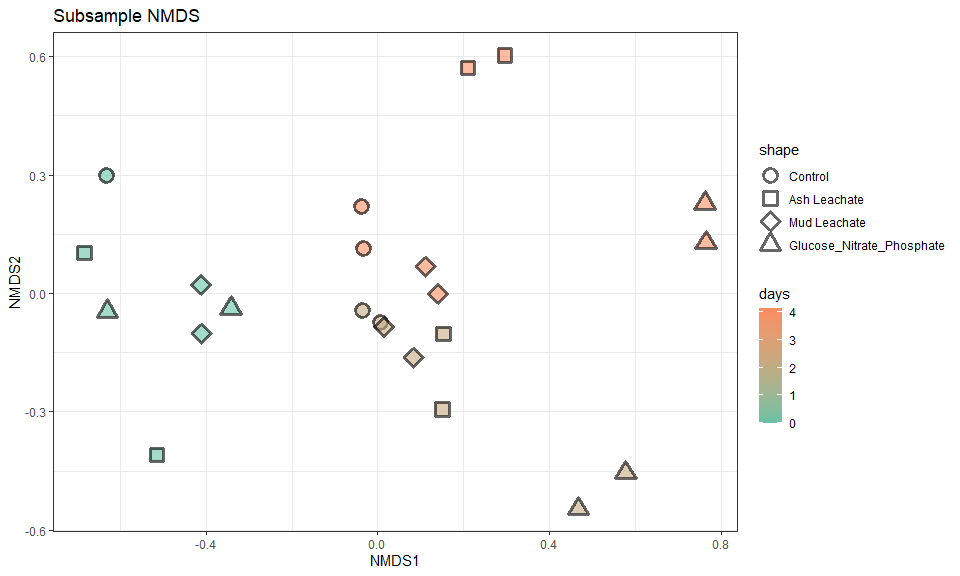 Subsample NMDS
NMDS2
0.6
0.3
0.0
-0.3
-0.6
-0.4
0.0
0.4
0.8
NMDS1
shape
Control
Ash Leachate
Mud Leachate
Glucose_Nitrate_Phosphate
days
4
3
2
1
0